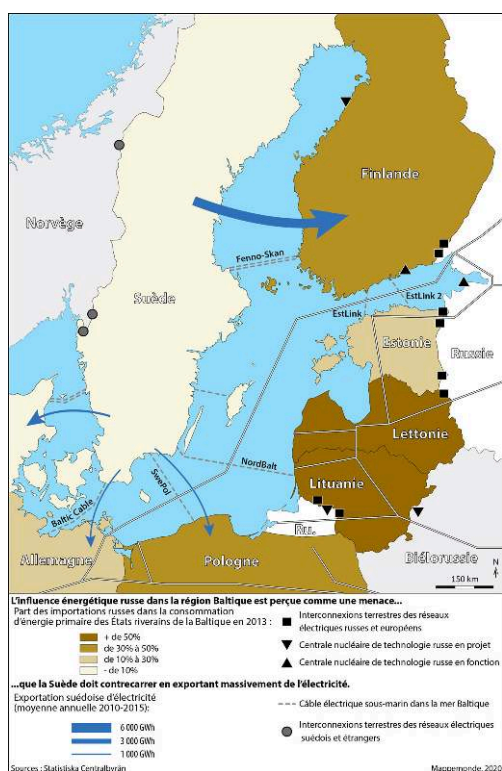 Finlande
Norvège
Fenno-Skan
Suède
EstLink 2
EstLink
Estonie
Russie
Lettonie
NordBalt
Lituanie
SwePol
Baltic Cable
Ru.
Allemagne
Pologne
Biélorussie
N
150 km
L'influence énergétique russe dans la région Baltique est perçue comme une menace...
Part des importations russes dans la consommation
d'énergie primaire des États riverains de la Baltique en 2013 :
+ de 50%
de 30% à 50%
de 10% à 30%
- de 10%
Interconnexions terrestres des réseaux
électriques russes et européens
Centrale nucléaire de technologie russe en projet
Centrale nucléaire de technologie russe en fonction
...que la Suède doit contrecarrer en exportant massivement de l'électricité.
Exportation suédoise d'électricité
(moyenne annuelle 2010-2015):
6 000 GWh
3 000 GWh
1 000 GWh
Câble électrique sous-marin dans la mer Baltique
Interconnexions terrestres des réseaux électriques
suédois et étrangers
Sources : Statistiska Centralbyrån
Mappemonde, 2020